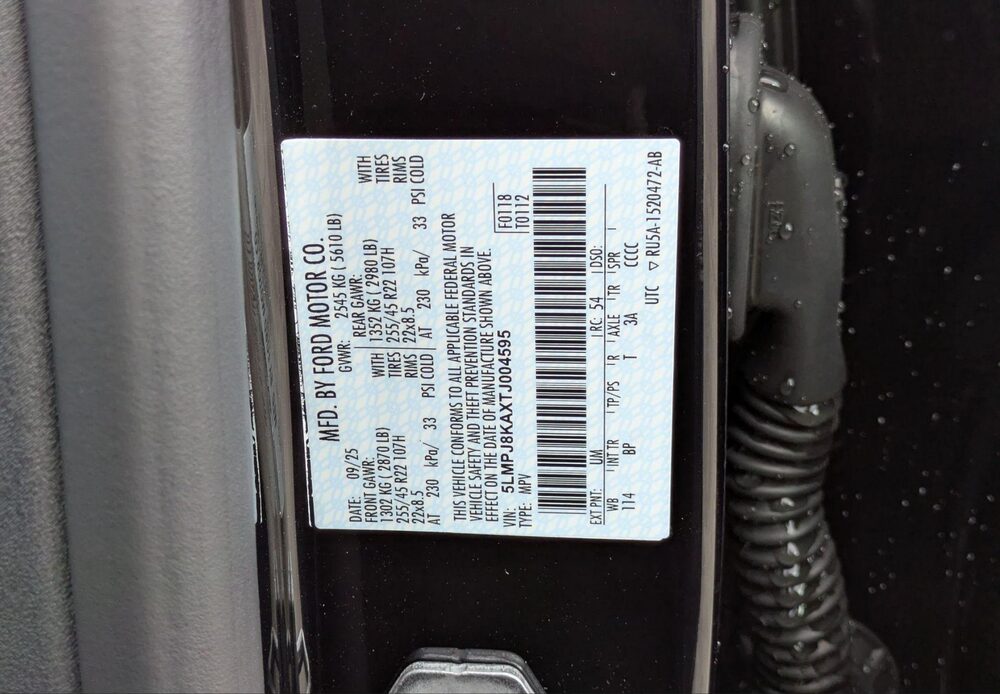 MFD. BY FORD MOTOR CO.
DATE: 09/25 GVWR: 2545 KG ( 5610 LB)
FRONT GAWR: REAR GAWR:
1302 KG ( 2870 LB) WITH 1352 KG ( 2980 LB) WITH
255/45 R22 107H TIRES 255/45 R22 107H TIRES
22x8.5 RIMS 22x8.5 RIMS
AT 230 kPa/ 33 PSI COLD AT 230 kPa/ 33 PSI COLD
THIS VEHICLE CONFORMS TO ALL APPLICABLE FEDERAL MOTOR
VEHICLE SAFETY AND THEFT PREVENTION STANDARDS IN
EFFECT ON THE DATE OF MANUFACTURE SHOWN ABOVE.
VIN: 5LMPJ8KAXTJ004595 F0118
TYPE: MPV T0112
EXT PNT: UM RC: 54 DSO:
WB INT TR TP/PS R AXLE TR SPR
114 BP T 3A CCCC
UTC ▽ RU5A-1520472-AB